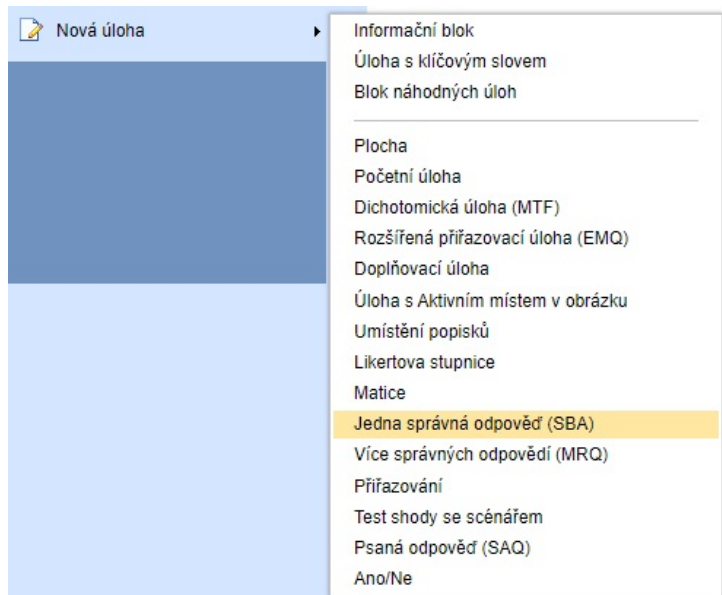 Nová úloha
Informační blok
Úloha s klíčovým slovem
Blok náhodných úloh
Plocha
Početní úloha
Dichotomická úloha (MTF)
Rozšířená přiřazovací úloha (EMQ)
Doplňovací úloha
Úloha s Aktivním místem v obrázku
Umístění popisků
Likertova stupnice
Matice
Jedna správná odpověď (SBA)
Více správných odpovědí (MRQ)
Přiřazování
Test shody se scénářem
Psaná odpověď (SAQ)
Ano/Ne